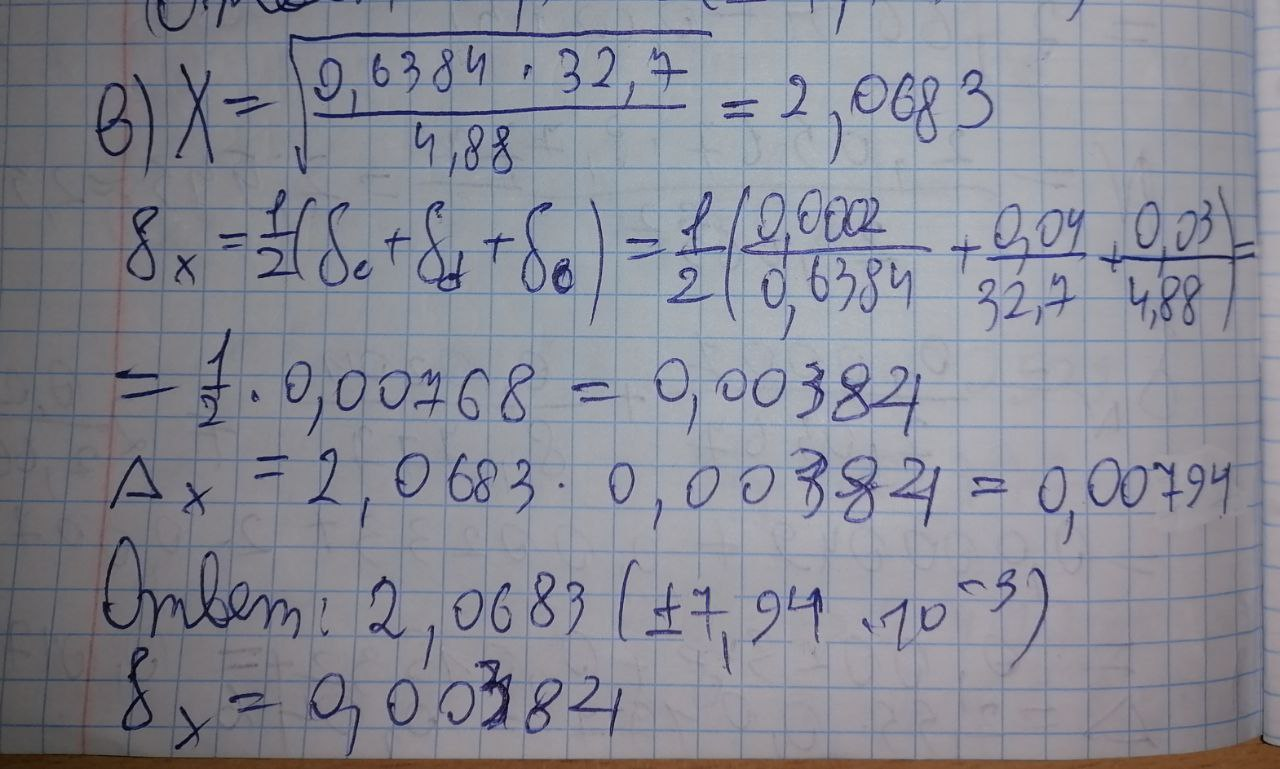 в) X = √(0,6384 · 32,7 / 4,88) = 2,0683
δx = 1/2 (δc + δd + δв) = 1/2 (0,0002/0,6384 + 0,04/32,7 + 0,03/4,88) =
= 1/2 · 0,00768 = 0,00384
Δx = 2,0683 · 0,00384 = 0,00794
Ответ: 2,0683 (±7,94 · 10⁻³)
δx = 0,00384